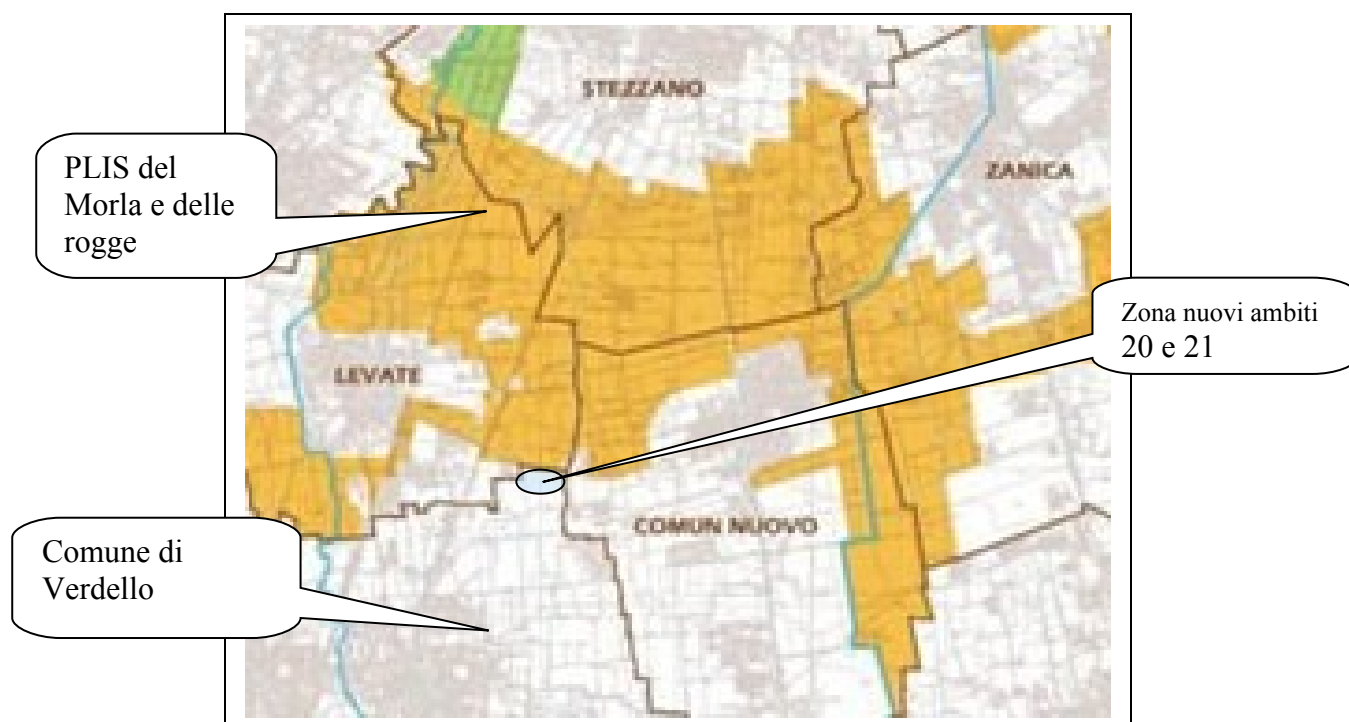 STEZZANO
PLIS del
Morla e delle
rogge
ZANICA
Zona nuovi ambiti
20 e 21
LEVATE
COMUN NUOVO
Comune di
Verdello